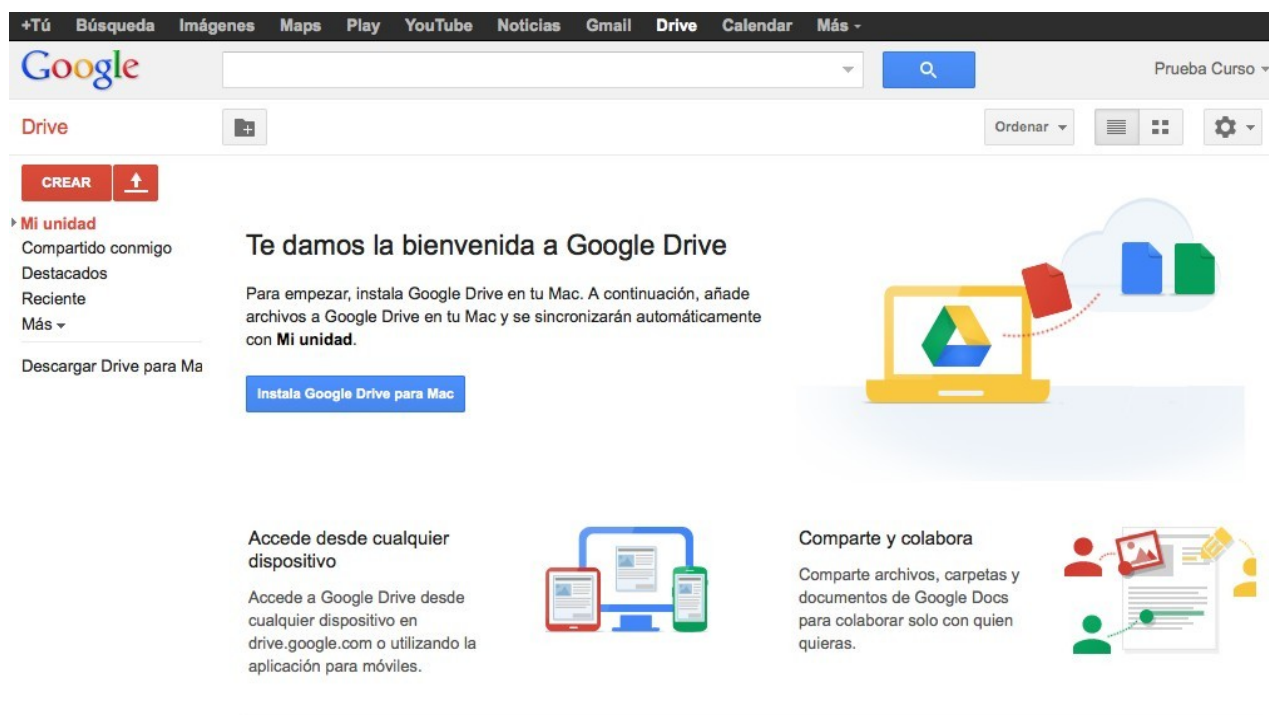 +Tú Búsqueda Imágenes Maps Play YouTube Noticias Gmail Drive Calendar Más
Google
Prueba Curso
Drive
Ordenar
CREAR
Mi unidad
Compartido conmigo
Destacados
Reciente
Más
Descargar Drive para Ma
Te damos la bienvenida a Google Drive
Para empezar, instala Google Drive en tu Mac. A continuación, añade
archivos a Google Drive en tu Mac y se sincronizarán automáticamente
con Mi unidad.
Instala Google Drive para Mac
Accede desde cualquier
dispositivo
Accede a Google Drive desde
cualquier dispositivo en
drive.google.com o utilizando la
aplicación para móviles.
Comparte y colabora
Comparte archivos, carpetas y
documentos de Google Docs
para colaborar solo con quien
quieras.